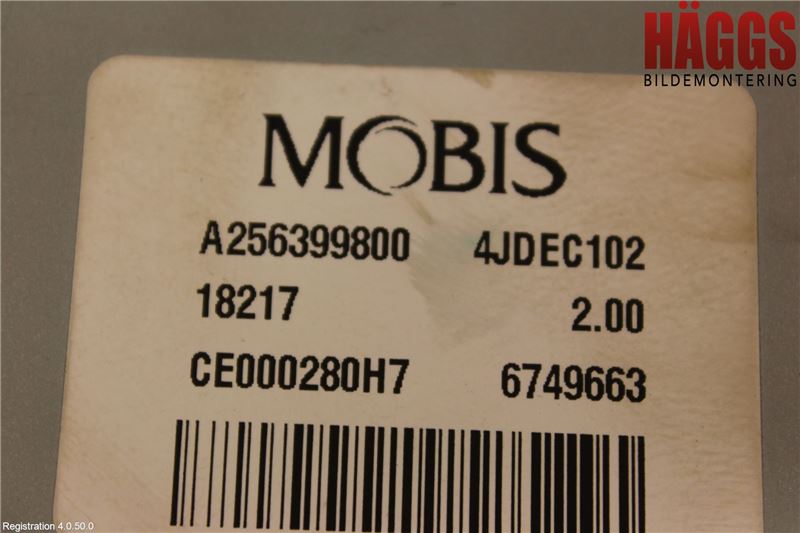 HÄGGS
BILDEMONTERING
MOBIS
A256399800 4JDEC102
18217 2.00
CE000280H7 6749663
Registration 4.0.50.0